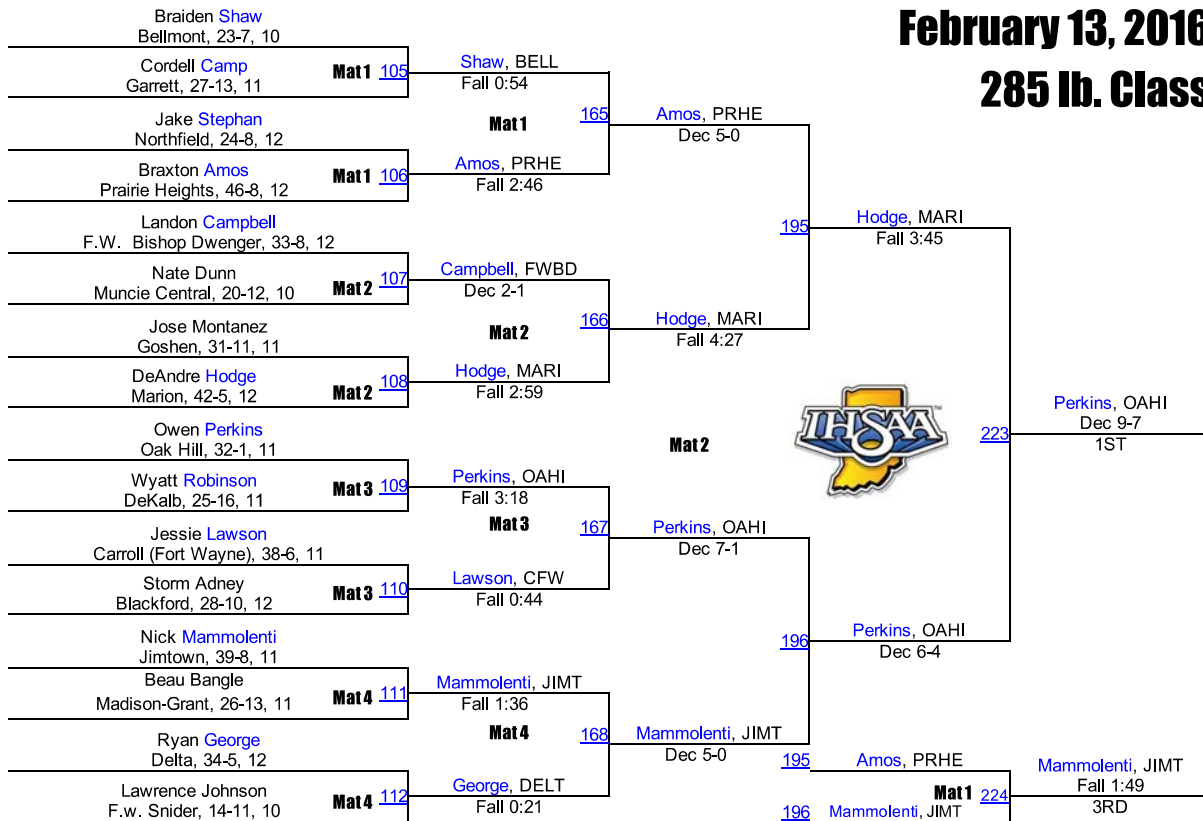 February 13, 2016
285 lb. Class
Braiden Shaw
Bellmont, 23-7, 10
Cordell Camp
Garrett, 27-13, 11
Mat 1 105
Shaw, BELL
Fall 0:54
Jake Stephan
Northfield, 24-8, 12
Braxton Amos
Prairie Heights, 46-8, 12
Mat 1 106
Amos, PRHE
Fall 2:46
Mat 1 165
Amos, PRHE
Dec 5-0
Landon Campbell
F.W. Bishop Dwenger, 33-8, 12
Nate Dunn
Muncie Central, 20-12, 10
Mat 2 107
Campbell, FWBD
Dec 2-1
Jose Montanez
Goshen, 31-11, 11
DeAndre Hodge
Marion, 42-5, 12
Mat 2 108
Hodge, MARI
Fall 2:59
Mat 2 166
Hodge, MARI
Fall 4:27
195
Hodge, MARI
Fall 3:45
Owen Perkins
Oak Hill, 32-1, 11
Wyatt Robinson
DeKalb, 25-16, 11
Mat 3 109
Perkins, OAHI
Fall 3:18
Jessie Lawson
Carroll (Fort Wayne), 38-6, 11
Storm Adney
Blackford, 28-10, 12
Mat 3 110
Lawson, CFW
Fall 0:44
Mat 3 167
Perkins, OAHI
Dec 7-1
Nick Mammolenti
Jimtown, 39-8, 11
Beau Bangle
Madison-Grant, 26-13, 11
Mat 4 111
Mammolenti, JIMT
Fall 1:36
Ryan George
Delta, 34-5, 12
Lawrence Johnson
F.w. Snider, 14-11, 10
Mat 4 112
George, DELT
Fall 0:21
Mat 4 168
Mammolenti, JIMT
Dec 5-0
196
Perkins, OAHI
Dec 6-4
Mat 2
IHSAA
TM
223
Perkins, OAHI
Dec 9-7
1ST
195 Amos, PRHE
196 Mammolenti, JIMT
Mat 1 224
Mammolenti, JIMT
Fall 1:49
3RD